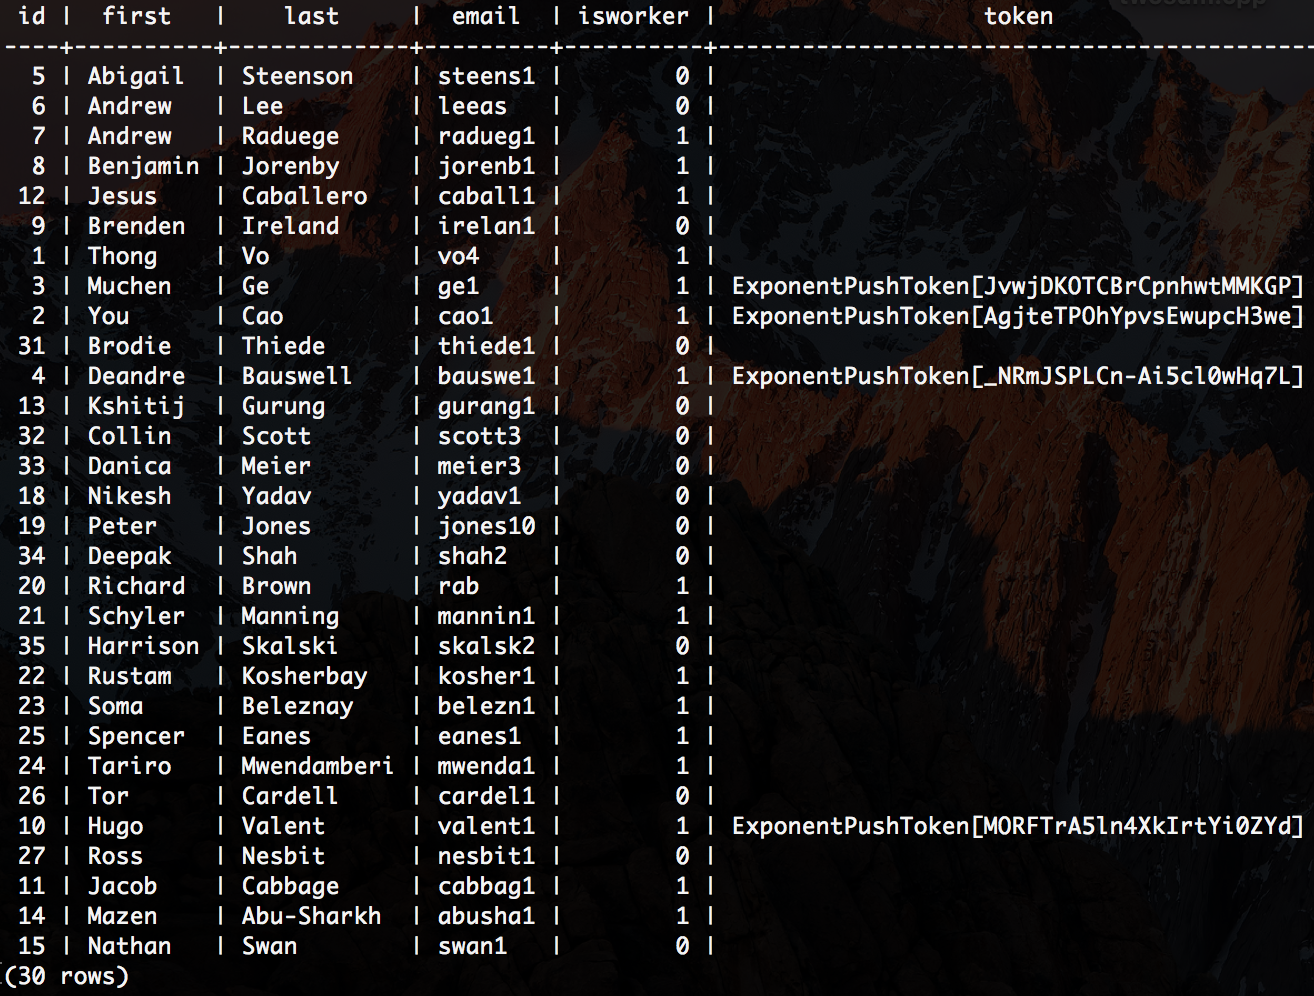 id | first | last | email | isworker | token
----+----------+-------------+---------+----------+-------------------------------------------
5 | Abigail | Steenson | steens1 | 0 |
6 | Andrew | Lee | leeas | 0 |
7 | Andrew | Raduege | radueg1 | 1 |
8 | Benjamin | Jorenby | jorenb1 | 1 |
12 | Jesus | Caballero | caball1 | 1 |
9 | Brenden | Ireland | irelan1 | 0 |
1 | Thong | Vo | vo4 | 1 |
3 | Muchen | Ge | ge1 | 1 | ExponentPushToken[JvwjDKOTCBrCpnhwtMMKGP]
2 | You | Cao | cao1 | 1 | ExponentPushToken[AgjteTPOhYpvsEwupcH3we]
31 | Brodie | Thiede | thiede1 | 0 |
4 | Deandre | Bauswell | bauswe1 | 1 | ExponentPushToken[_NRmJSPLCn-Ai5cl0wHq7L]
13 | Kshitij | Gurung | gurang1 | 0 |
32 | Collin | Scott | scott3 | 0 |
33 | Danica | Meier | meier3 | 0 |
18 | Nikesh | Yadav | yadav1 | 0 |
19 | Peter | Jones | jones10 | 0 |
34 | Deepak | Shah | shah2 | 0 |
20 | Richard | Brown | rab | 1 |
21 | Schyler | Manning | mannin1 | 1 |
35 | Harrison | Skalski | skalsk2 | 0 |
22 | Rustam | Kosherbay | kosher1 | 1 |
23 | Soma | Beleznay | belezn1 | 1 |
25 | Spencer | Eanes | eanes1 | 1 |
24 | Tariro | Mwendamberi | mwenda1 | 1 |
26 | Tor | Cardell | cardel1 | 0 |
10 | Hugo | Valent | valent1 | 1 | ExponentPushToken[MORFTrA5ln4XkIrtYi0ZYd]
27 | Ross | Nesbit | nesbit1 | 0 |
11 | Jacob | Cabbage | cabbag1 | 1 |
14 | Mazen | Abu-Sharkh | abusha1 | 1 |
15 | Nathan | Swan | swan1 | 0 |
(30 rows)